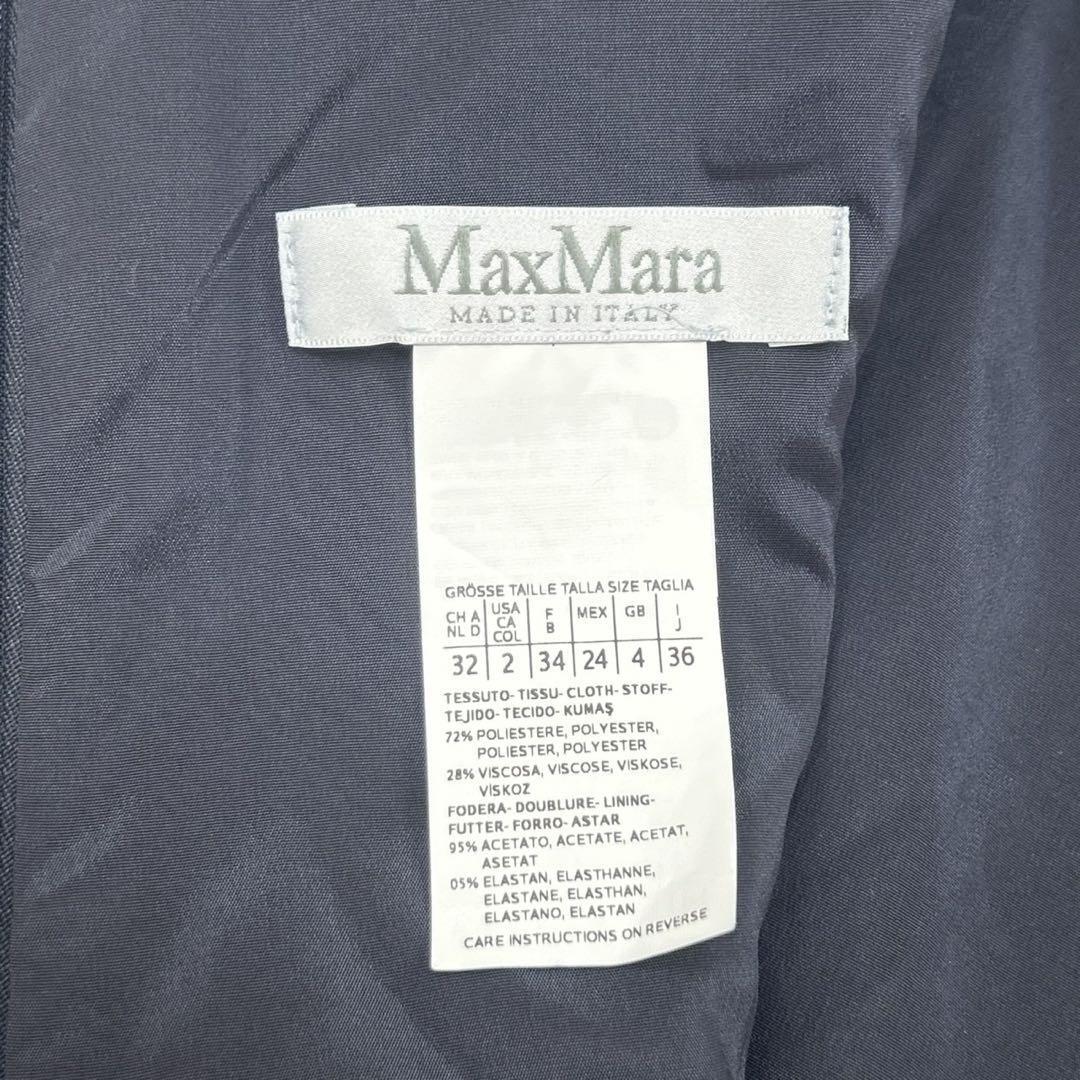 MaxMara
MADE IN ITALY
GRÖSSE TAILLE TALLA SIZE TAGLIA
CH A USA F MEX GB I
NL D CA B J
COL
32 2 34 24 4 36
TESSUTO- TISSU- CLOTH- STOFF-
TEJIDO- TECIDO- KUMAŞ
72% POLIESTERE, POLYESTER,
POLIESTER, POLYESTER
28% VISCOSA, VISCOSE, VISKOSE,
VİSKOZ
FODERA- DOUBLURE- LINING-
FUTTER- FORRO- ASTAR
95% ACETATO, ACETATE, ACETAT,
ASETAT
05% ELASTAN, ELASTHANNE,
ELASTANE, ELASTHAN,
ELASTANO, ELASTAN
CARE INSTRUCTIONS ON REVERSE